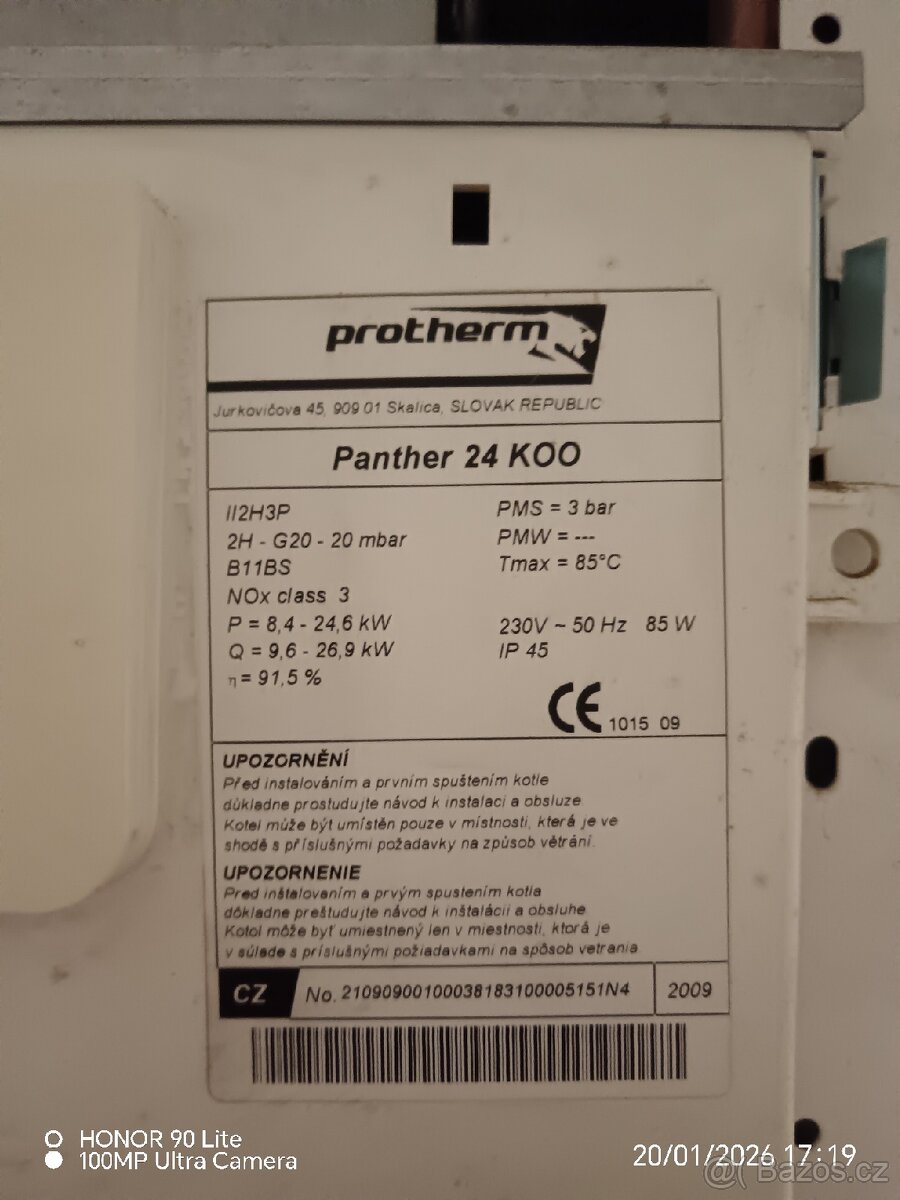 protherm
Jurkovičova 45, 909 01 Skalica, SLOVAK REPUBLIC
Panther 24 KOO
II2H3P
2H - G20 - 20 mbar
B11BS
NOx class 3
P = 8,4 - 24,6 kW
Q = 9,6 - 26,9 kW
η = 91,5 %
PMS = 3 bar
PMW = ---
Tmax = 85°C
230V ~ 50 Hz 85 W
IP 45
CE 1015 09
UPOZORNĚNÍ
Před instalováním a prvním spuštením kotle
důkladne prostudujte návod k instalaci a obsluze.
Kotel může být umístěn pouze v místnosti, která je ve
shodě s příslušnými požadavky na způsob větrání.
UPOZORNENIE
Pred inštalovaním a prvým spustením kotla
dôkladne preštudujte návod k inštalácii a obsluhe
Kotol môže byť umiestnený len v miestnosti, ktorá je
v súlade s príslušnými požiadavkami na spôsob vetrania.
CZ No. 2109090010003818310005151N4 2009
HONOR 90 Lite
100MP Ultra Camera
20/01/2026 17:19
@ Bazoš.cz